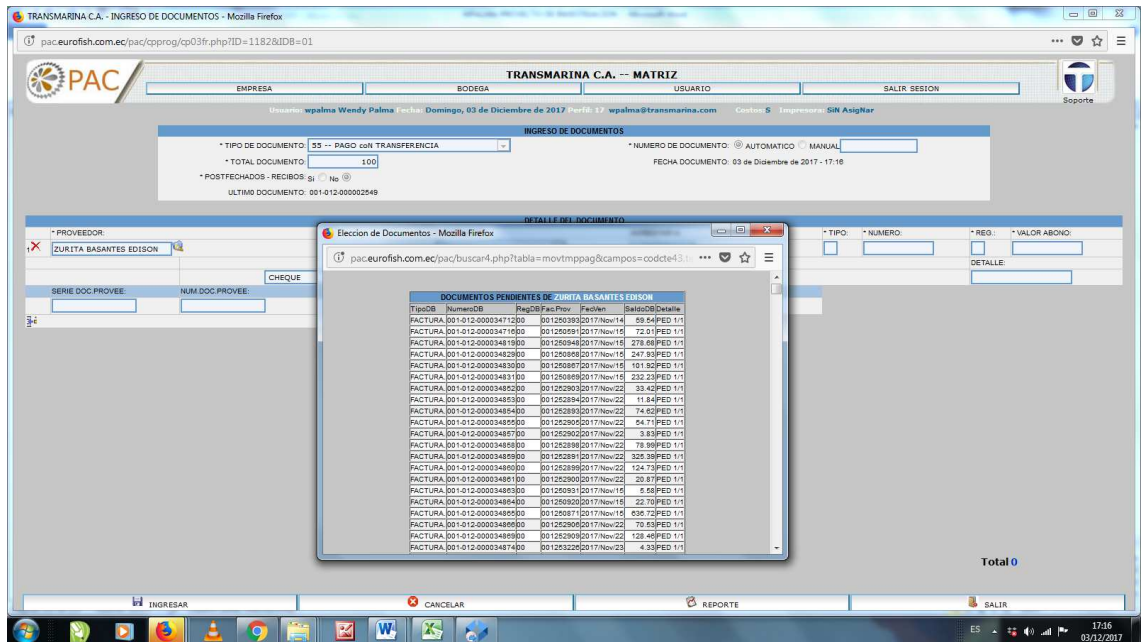 TRANSMARINA C.A. - INGRESO DE DOCUMENTOS - Mozilla Firefox
pac.eurofish.com.ec/pac/cpprog/cp03fr.php?ID=1182&IDB=01
PAC
TRANSMARINA C.A. -- MATRIZ
EMPRESA BODEGA USUARIO SALIR SESION
Soporte
Usuario: wpalma Wendy Palma Fecha: Domingo, 03 de Diciembre de 2017 Perfil: 17 wpalma@transmarina.com Costos S Impresora: SiN AsigNar
INGRESO DE DOCUMENTOS
* TIPO DE DOCUMENTO: 55 -- PAGO coN TRANSFERENCIA * NUMERO DE DOCUMENTO: AUTOMATICO MANUAL
* TOTAL DOCUMENTO: 100 FECHA DOCUMENTO: 03 de Diciembre de 2017 - 17:16
* POSTFECHADOS - RECIBOS: Si No
ULTIMO DOCUMENTO: 001-012-000002549
DETALLE DEL DOCUMENTO
* PROVEEDOR: * TIPO: * NUMERO: * REG.: * VALOR ABONO:
1 ZURITA BASANTES EDISON
DETALLE:
CHEQUE
SERIE DOC.PROVEE: NUM.DOC.PROVEE:
Eleccion de Documentos - Mozilla Firefox
pac.eurofish.com.ec/pac/buscar4.php?tabla=movtmppag&campos=codcte43
DOCUMENTOS PENDIENTES DE ZURITA BASANTES EDISON
TipoDB NumeroDB RegDB Fac.Prov FecVen SaldoDB Detalle
FACTURA. 001-012-000034712 00 001250393 2017/Nov/14 59.54 PED 1/1
FACTURA. 001-012-000034716 00 001250591 2017/Nov/15 72.01 PED 1/1
FACTURA. 001-012-000034819 00 001250948 2017/Nov/15 278.68 PED 1/1
FACTURA. 001-012-000034829 00 001250868 2017/Nov/15 247.93 PED 1/1
FACTURA. 001-012-000034830 00 001250867 2017/Nov/15 101.92 PED 1/1
FACTURA. 001-012-000034831 00 001250869 2017/Nov/15 232.23 PED 1/1
FACTURA. 001-012-000034852 00 001252903 2017/Nov/22 33.42 PED 1/1
FACTURA. 001-012-000034853 00 001252894 2017/Nov/22 11.84 PED 1/1
FACTURA. 001-012-000034854 00 001252893 2017/Nov/22 74.62 PED 1/1
FACTURA. 001-012-000034855 00 001252905 2017/Nov/22 54.71 PED 1/1
FACTURA. 001-012-000034857 00 001252902 2017/Nov/22 3.83 PED 1/1
FACTURA. 001-012-000034858 00 001252898 2017/Nov/22 78.99 PED 1/1
FACTURA. 001-012-000034859 00 001252891 2017/Nov/22 325.39 PED 1/1
FACTURA. 001-012-000034860 00 001252899 2017/Nov/22 124.73 PED 1/1
FACTURA. 001-012-000034861 00 001252900 2017/Nov/22 20.87 PED 1/1
FACTURA. 001-012-000034863 00 001250931 2017/Nov/15 5.58 PED 1/1
FACTURA. 001-012-000034864 00 001250920 2017/Nov/15 22.70 PED 1/1
FACTURA. 001-012-000034865 00 001250871 2017/Nov/15 636.72 PED 1/1
FACTURA. 001-012-000034866 00 001252906 2017/Nov/22 70.53 PED 1/1
FACTURA. 001-012-000034869 00 001252909 2017/Nov/22 128.46 PED 1/1
FACTURA. 001-012-000034874 00 001253226 2017/Nov/23 4.33 PED 1/1
Total 0
INGRESAR CANCELAR REPORTE SALIR
ES 17:16
03/12/2017